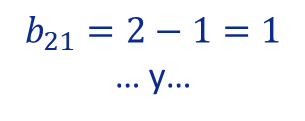 b₂₁ = 2 − 1 = 1
... y...